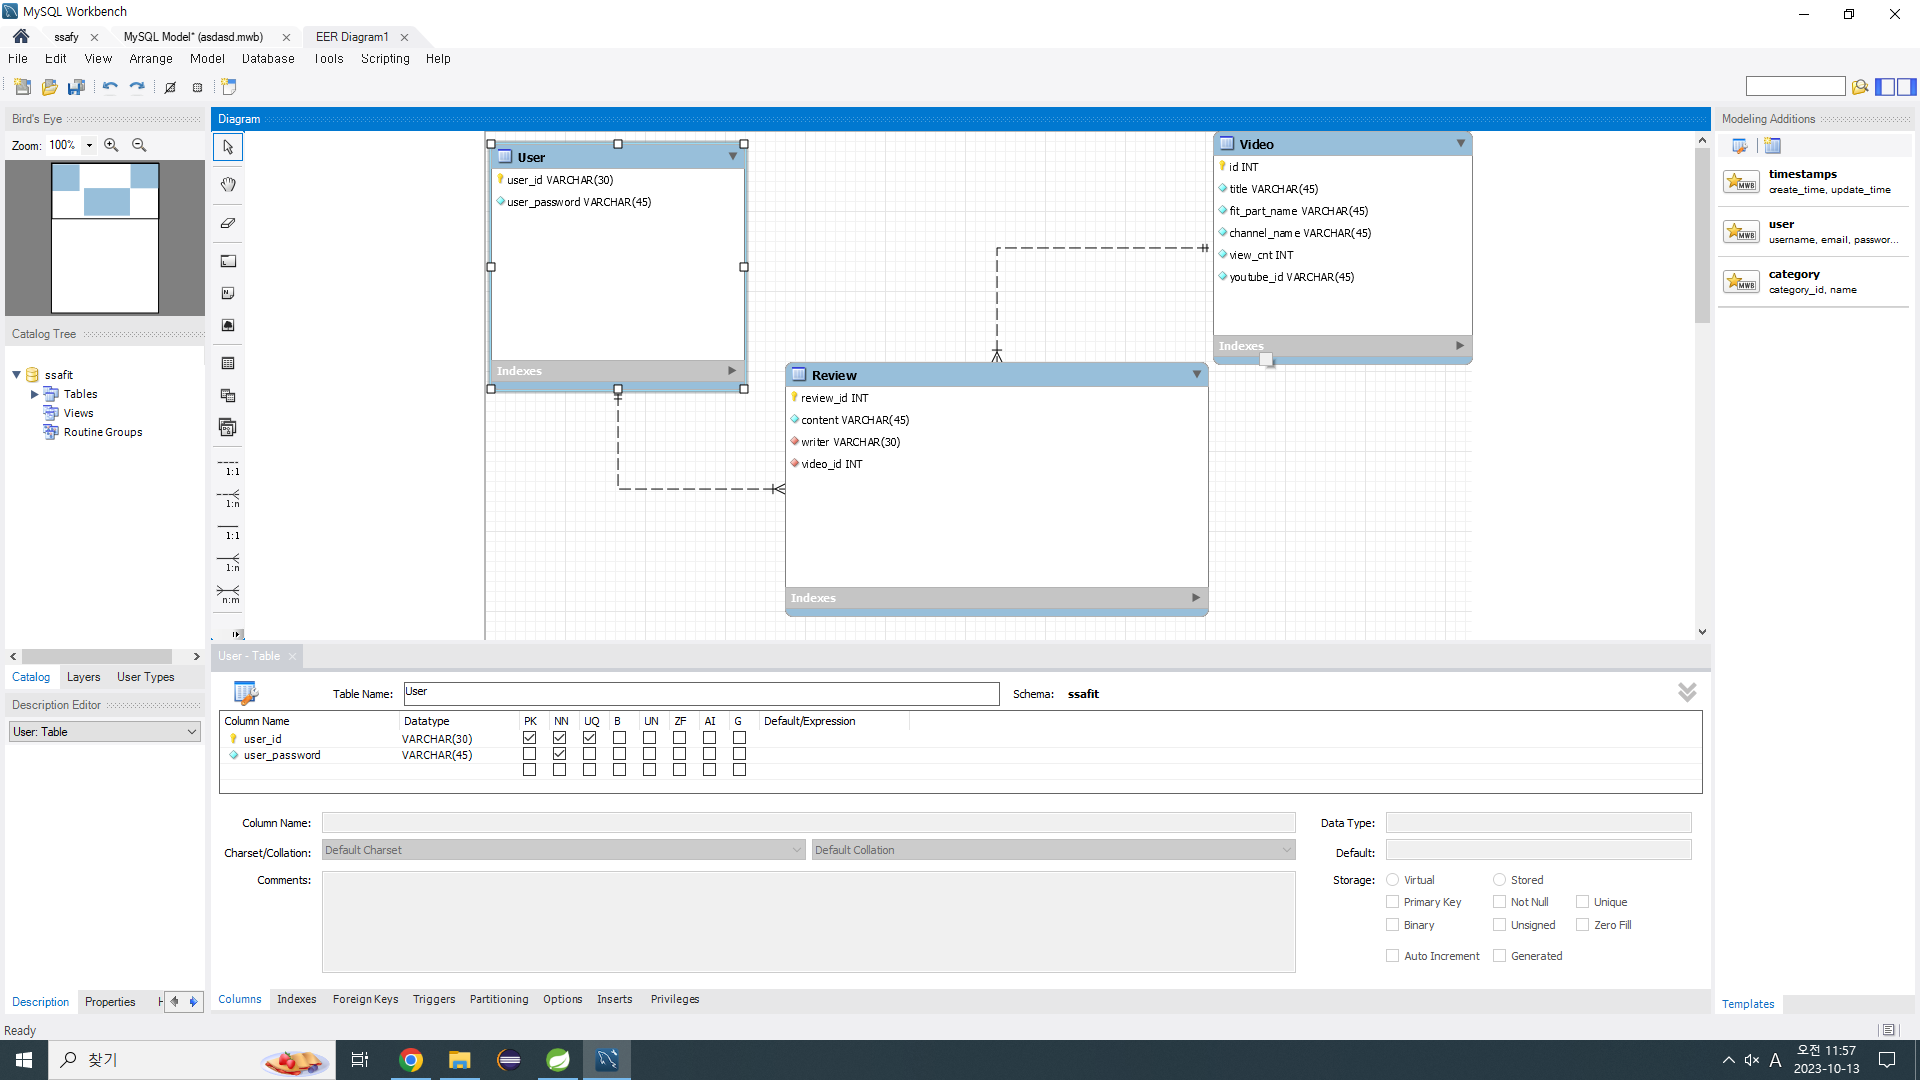 MySQL Workbench
ssafy
MySQL Model* (asdasd.mwb)
EER Diagram1
File Edit View Arrange Model Database Tools Scripting Help
Bird's Eye
Zoom: 100%
Catalog Tree
ssafit
Tables
Views
Routine Groups
Catalog Layers User Types
Description Editor
User: Table
Description Properties H
Diagram
1:1
1:n
1:1
1:n
n:m
User
user_id VARCHAR(30)
user_password VARCHAR(45)
Indexes
Video
id INT
title VARCHAR(45)
fit_part_name VARCHAR(45)
channel_name VARCHAR(45)
view_cnt INT
youtube_id VARCHAR(45)
Indexes
Review
review_id INT
content VARCHAR(45)
writer VARCHAR(30)
video_id INT
Indexes
User - Table
Table Name: User Schema: ssafit
Column Name Datatype PK NN UQ B UN ZF AI G Default/Expression
user_id VARCHAR(30)
user_password VARCHAR(45)
Column Name: Data Type:
Charset/Collation: Default Charset Default Collation Default:
Comments: Storage: Virtual Stored
Primary Key Not Null Unique
Binary Unsigned Zero Fill
Auto Increment Generated
Columns Indexes Foreign Keys Triggers Partitioning Options Inserts Privileges
Modeling Additions
MWB
timestamps
create_time, update_time
MWB
user
username, email, passwor...
MWB
category
category_id, name
Templates
Ready
찾기
A
오전 11:57
2023-10-13